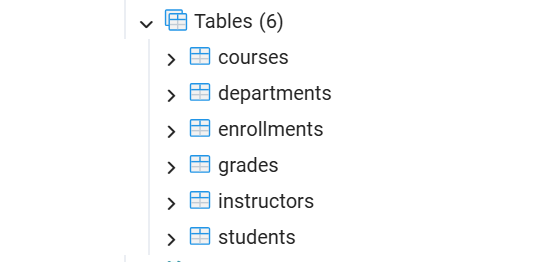 Tables (6)
courses
departments
enrollments
grades
instructors
students